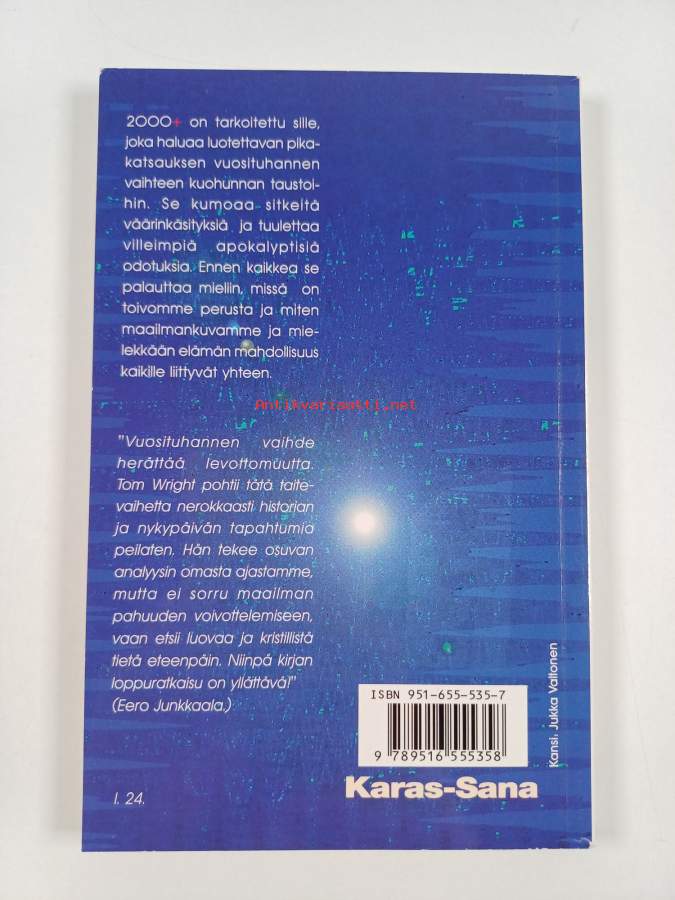 2000+ on tarkoitettu sille,
joka haluaa luotettavan pika-
katsauksen vuosituhannen
vaihteen kuohunnan taustoi-
hin. Se kumoaa sitkeitä
väärinkäsityksiä ja tuulettaa
villeimpiä apokalyptisiä
odotuksia. Ennen kaikkea se
palauttaa mieliin, missä on
toivomme perusta ja miten
maailmankuvamme ja mie-
lekkään elämän mahdollisuus
kaikille liittyvät yhteen.
Antikvariaatti.net
"Vuosituhannen vaihde
herättää levottomuutta.
Tom Wright pohtii tätä taite-
vaihetta nerokkaasti historian
ja nykypäivän tapahtumia
peilaten. Hän tekee osuvan
analyysin omasta ajastamme,
mutta ei sorru maailman
pahuuden voivottelemiseen,
vaan etsii luovaa ja kristillistä
tietä eteenpäin. Niinpä kirjan
loppuratkaisu on yllättävä!"
(Eero Junkkaala.)
l. 24.
ISBN 951-655-535-7
9 789516 555358
Karas-Sana
Kansi. Jukka Valtonen